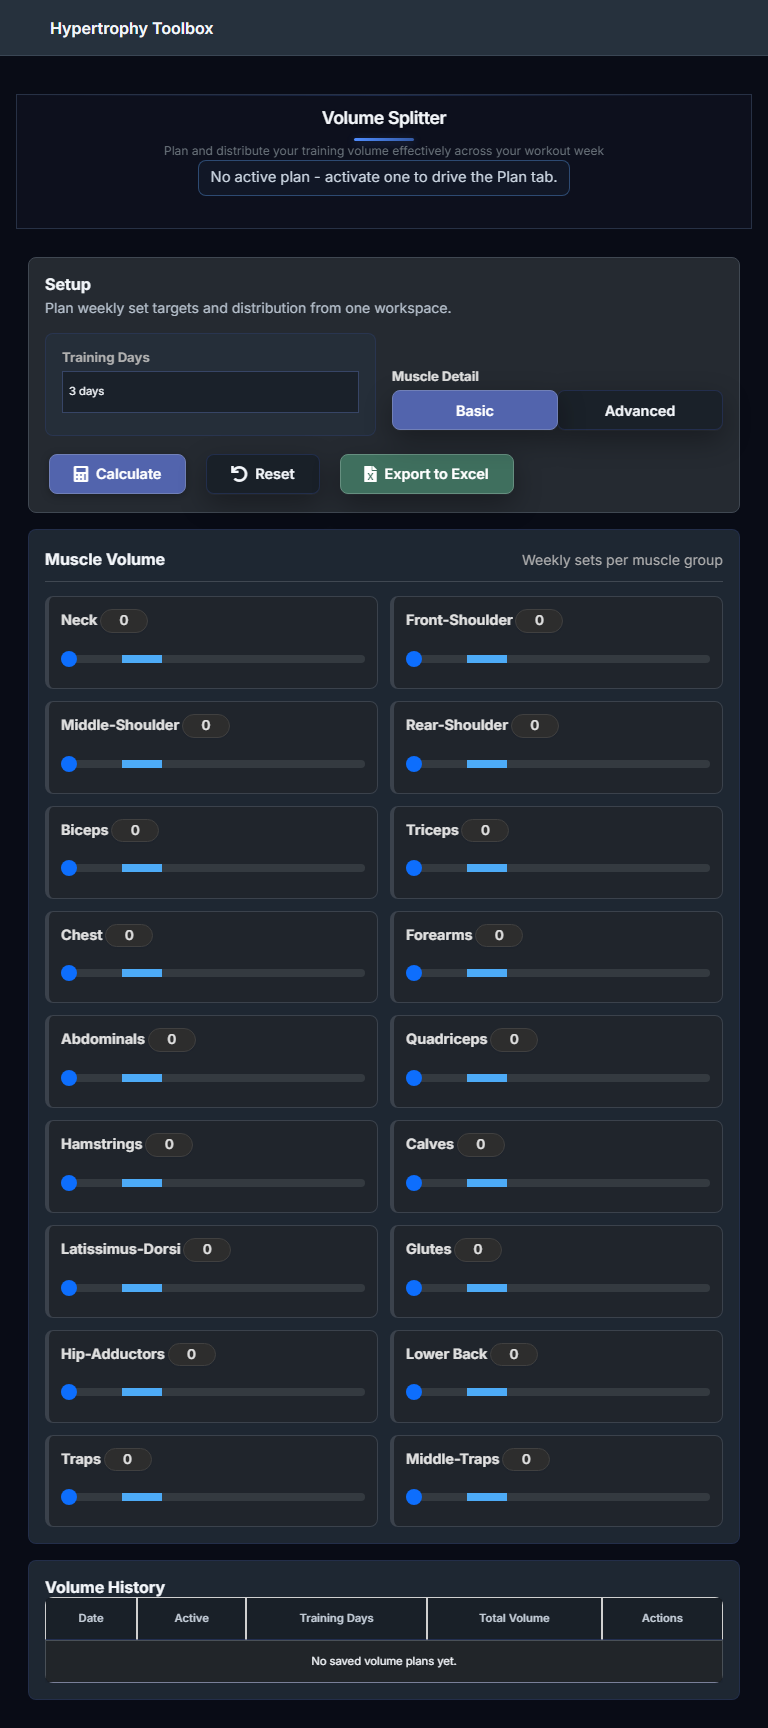 Hypertrophy Toolbox
Volume Splitter
Plan and distribute your training volume effectively across your workout week
No active plan - activate one to drive the Plan tab.
Setup
Plan weekly set targets and distribution from one workspace.
Training Days
3 days
Muscle Detail
Basic
Advanced
Calculate
Reset
Export to Excel
Muscle Volume
Weekly sets per muscle group
Neck 0
Front-Shoulder 0
Middle-Shoulder 0
Rear-Shoulder 0
Biceps 0
Triceps 0
Chest 0
Forearms 0
Abdominals 0
Quadriceps 0
Hamstrings 0
Calves 0
Latissimus-Dorsi 0
Glutes 0
Hip-Adductors 0
Lower Back 0
Traps 0
Middle-Traps 0
Volume History
Date Active Training Days Total Volume Actions
No saved volume plans yet.